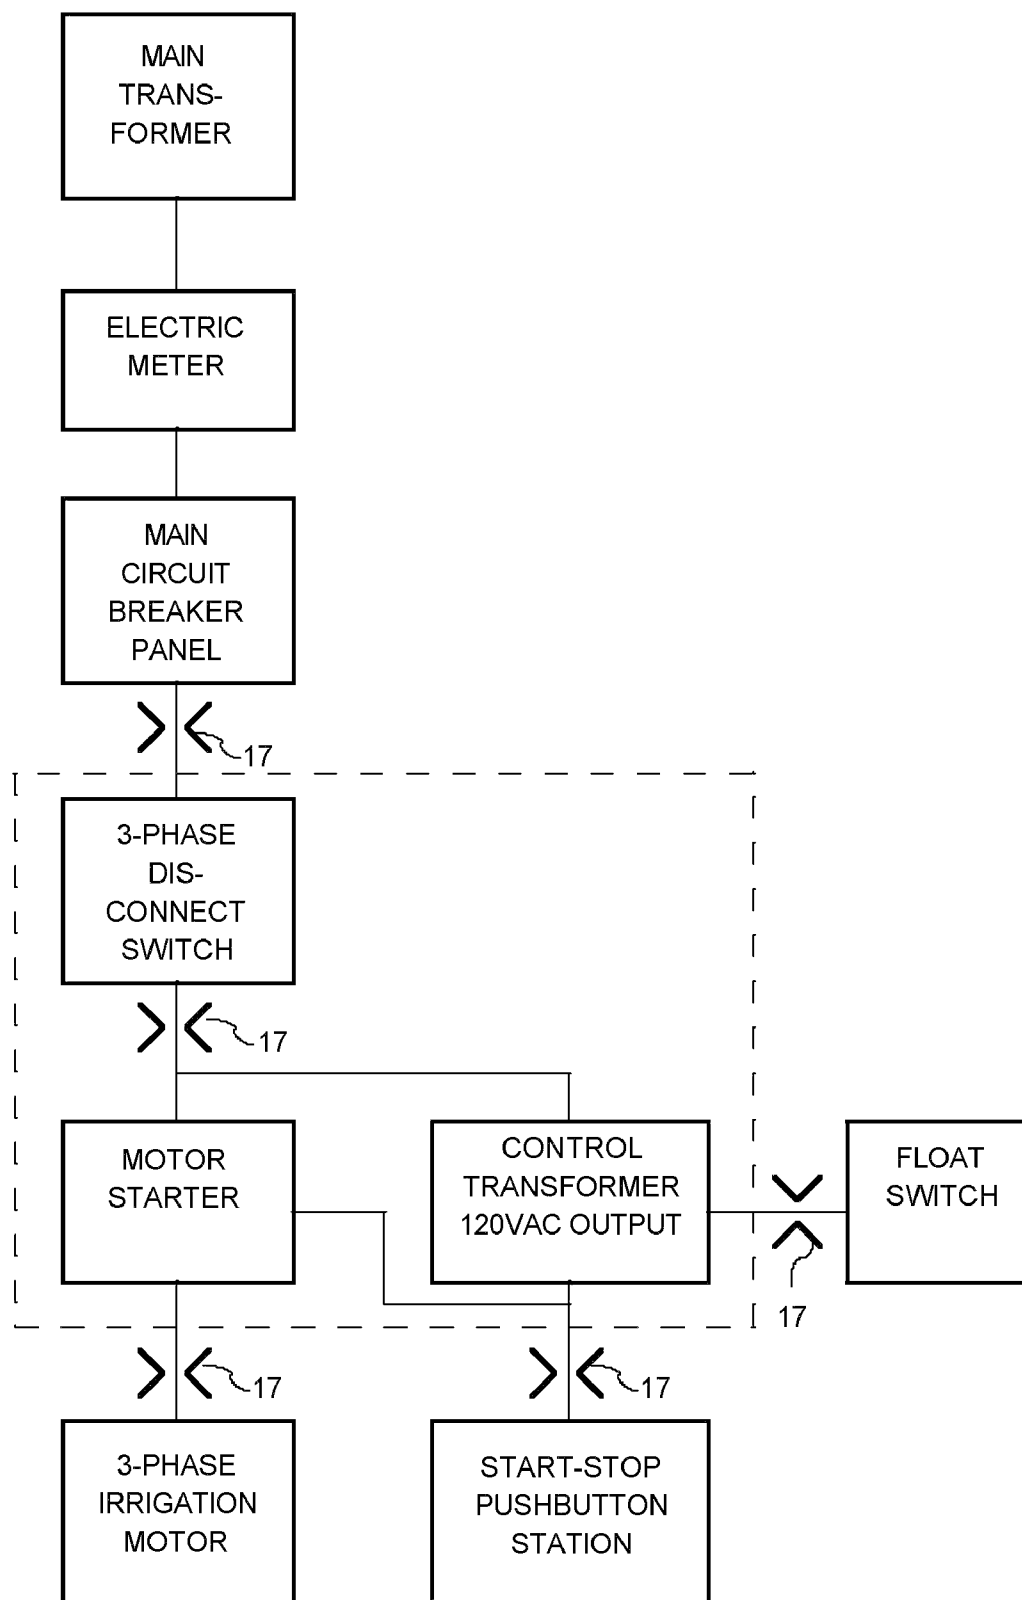 MAIN
TRANS-
FORMER
ELECTRIC
METER
MAIN
CIRCUIT
BREAKER
PANEL
17
3-PHASE
DIS-
CONNECT
SWITCH
17
MOTOR
STARTER
CONTROL
TRANSFORMER
120VAC OUTPUT
FLOAT
SWITCH
17
17
17
3-PHASE
IRRIGATION
MOTOR
START-STOP
PUSHBUTTON
STATION